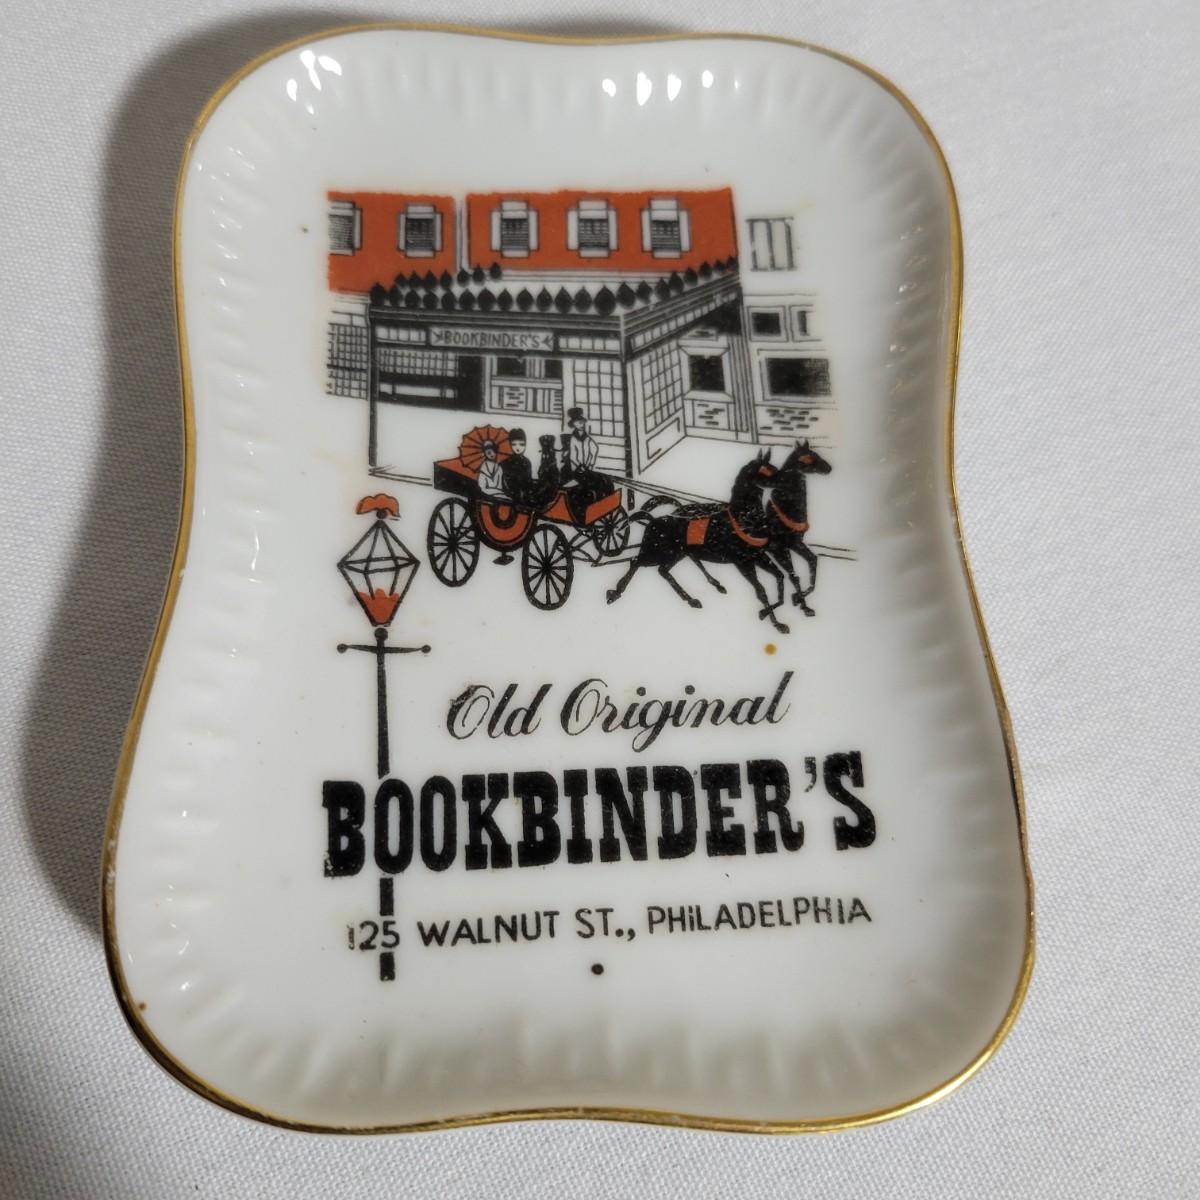 BOOKBINDER'S
Old Original
BOOKBINDER'S
125 WALNUT ST., PHILADELPHIA